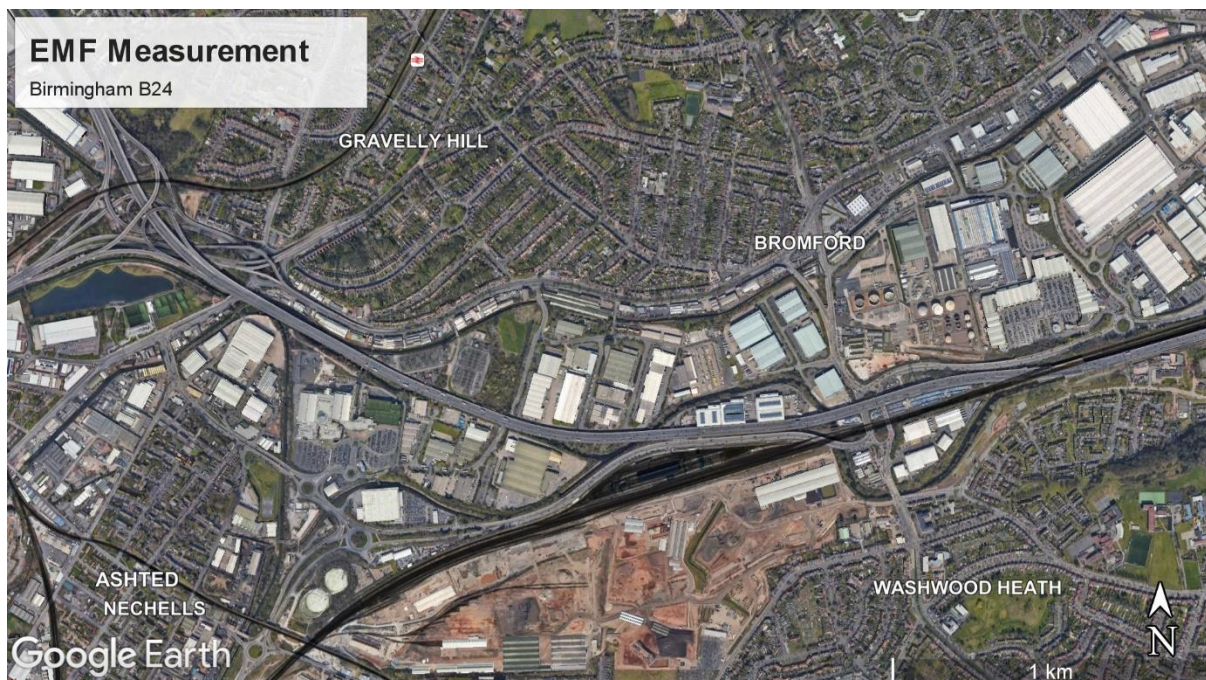 EMF Measurement
Birmingham B24
GRAVELLY HILL
BROMFORD
ASHTED
NECHELLS
WASHWOOD HEATH
N
Google Earth
1 km